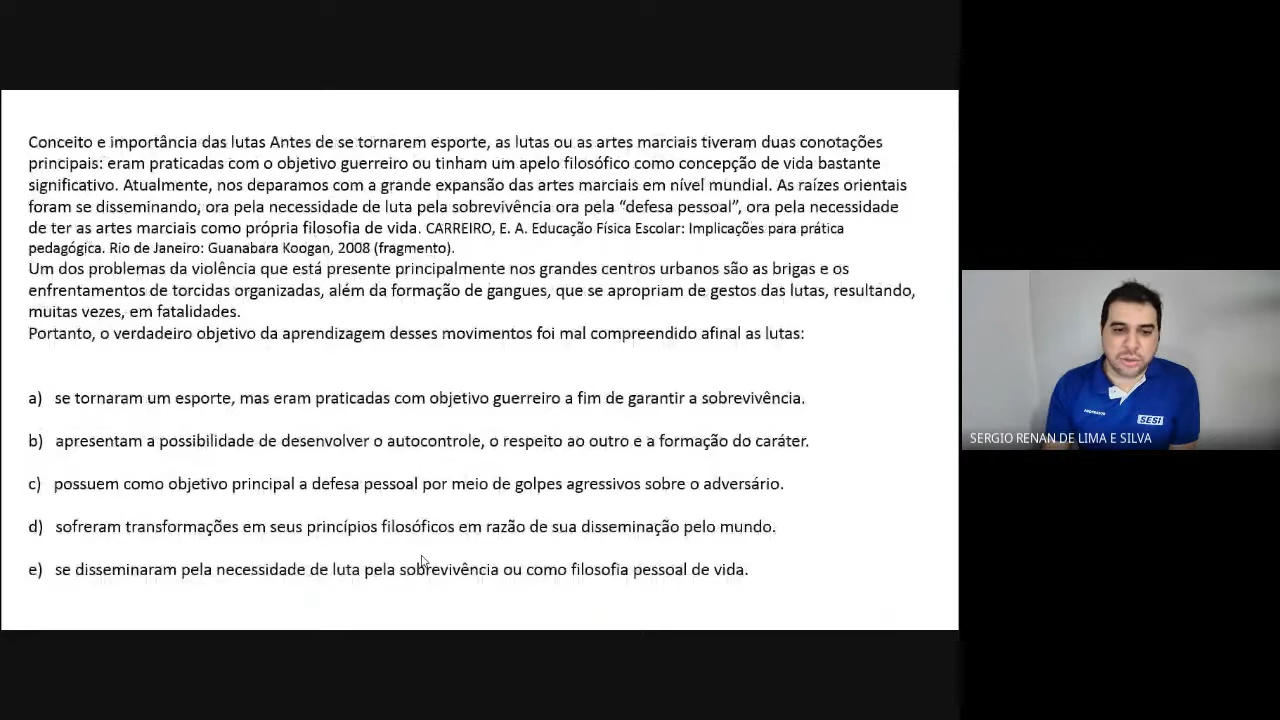 Conceito e importância das lutas Antes de se tornarem esporte, as lutas ou as artes marciais tiveram duas conotações
principais: eram praticadas com o objetivo guerreiro ou tinham um apelo filosófico como concepção de vida bastante
significativo. Atualmente, nos deparamos com a grande expansão das artes marciais em nível mundial. As raízes orientais
foram se disseminando, ora pela necessidade de luta pela sobrevivência ora pela “defesa pessoal”, ora pela necessidade
de ter as artes marciais como própria filosofia de vida. CARREIRO, E. A. Educação Física Escolar: Implicações para prática
pedagógica. Rio de Janeiro: Guanabara Koogan, 2008 (fragmento).
Um dos problemas da violência que está presente principalmente nos grandes centros urbanos são as brigas e os
enfrentamentos de torcidas organizadas, além da formação de gangues, que se apropriam de gestos das lutas, resultando,
muitas vezes, em fatalidades.
Portanto, o verdadeiro objetivo da aprendizagem desses movimentos foi mal compreendido afinal as lutas:
a) se tornaram um esporte, mas eram praticadas com objetivo guerreiro a fim de garantir a sobrevivência.
b) apresentam a possibilidade de desenvolver o autocontrole, o respeito ao outro e a formação do caráter.
c) possuem como objetivo principal a defesa pessoal por meio de golpes agressivos sobre o adversário.
d) sofreram transformações em seus princípios filosóficos em razão de sua disseminação pelo mundo.
e) se disseminaram pela necessidade de luta pela sobrevivência ou como filosofia pessoal de vida.
PROFESSOR
SESI
SERGIO RENAN DE LIMA E SILVA